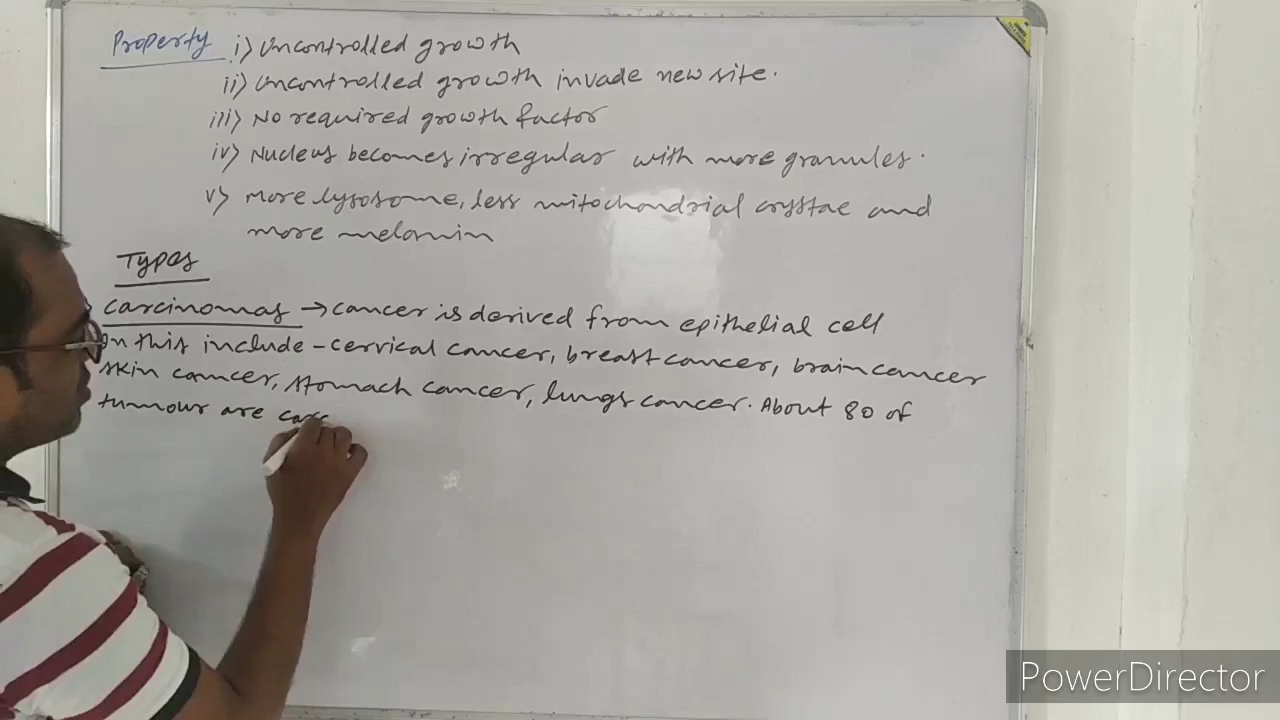 Property i) Uncontrolled growth
ii) Uncontrolled growth invade new site.
iii) No required growth factor
iv) Nucleus becomes irregular with more granules.
v) More lysosome, less mitochondrial crystae and
more melanin
Types
Carcinomas → cancer is derived from epithelial cell
In this include - cervical cancer, breast cancer, brain cancer
skin cancer, stomach cancer, lungs cancer. About 80 of
tumour are
PowerDirector